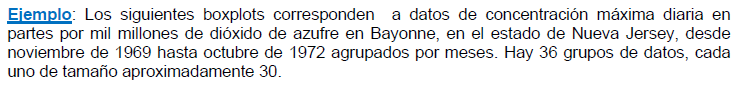 Ejemplo: Los siguientes boxplots corresponden a datos de concentración máxima diaria en
partes por mil millones de dióxido de azufre en Bayonne, en el estado de Nueva Jersey, desde
noviembre de 1969 hasta octubre de 1972 agrupados por meses. Hay 36 grupos de datos, cada
uno de tamaño aproximadamente 30.